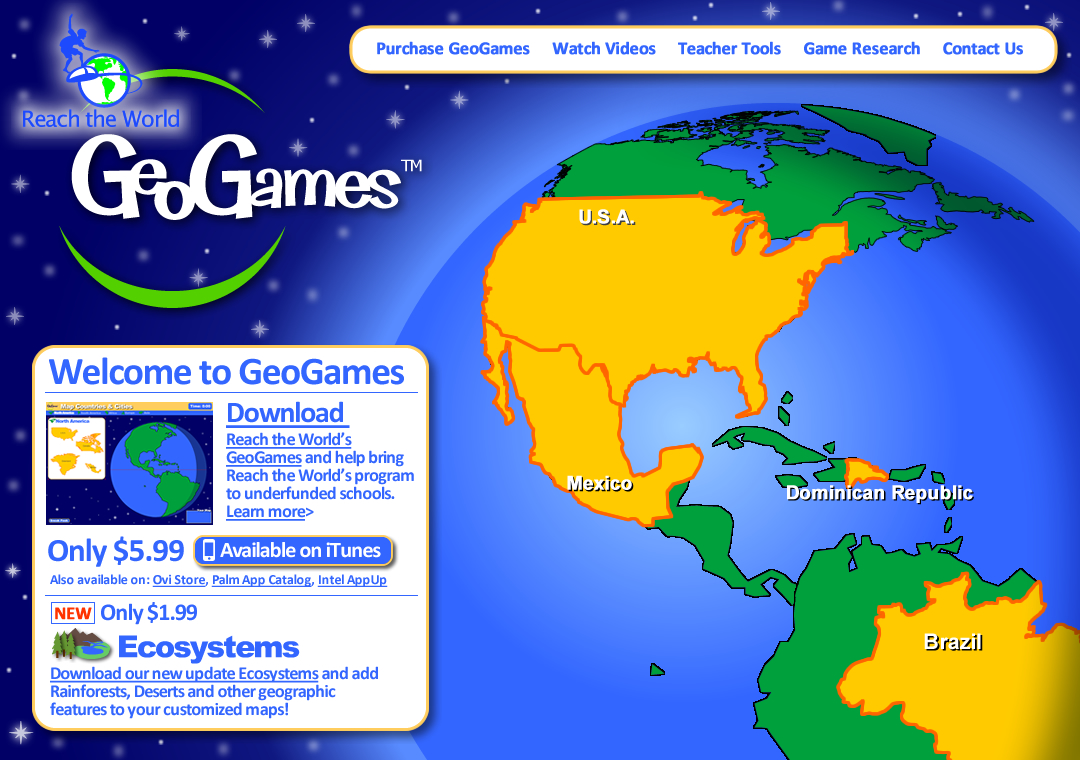 Purchase GeoGames Watch Videos Teacher Tools Game Research Contact Us
Reach the World
GeoGames™
U.S.A.
Mexico
Dominican Republic
Brazil
Welcome to GeoGames
Map Countries & Cities
North America
Download
Reach the World's
GeoGames and help bring
Reach the World's program
to underfunded schools.
Learn more>
Only $5.99 Available on iTunes
Also available on: Ovi Store, Palm App Catalog, Intel AppUp
NEW Only $1.99
Ecosystems
Download our new update Ecosystems and add
Rainforests, Deserts and other geographic
features to your customized maps!